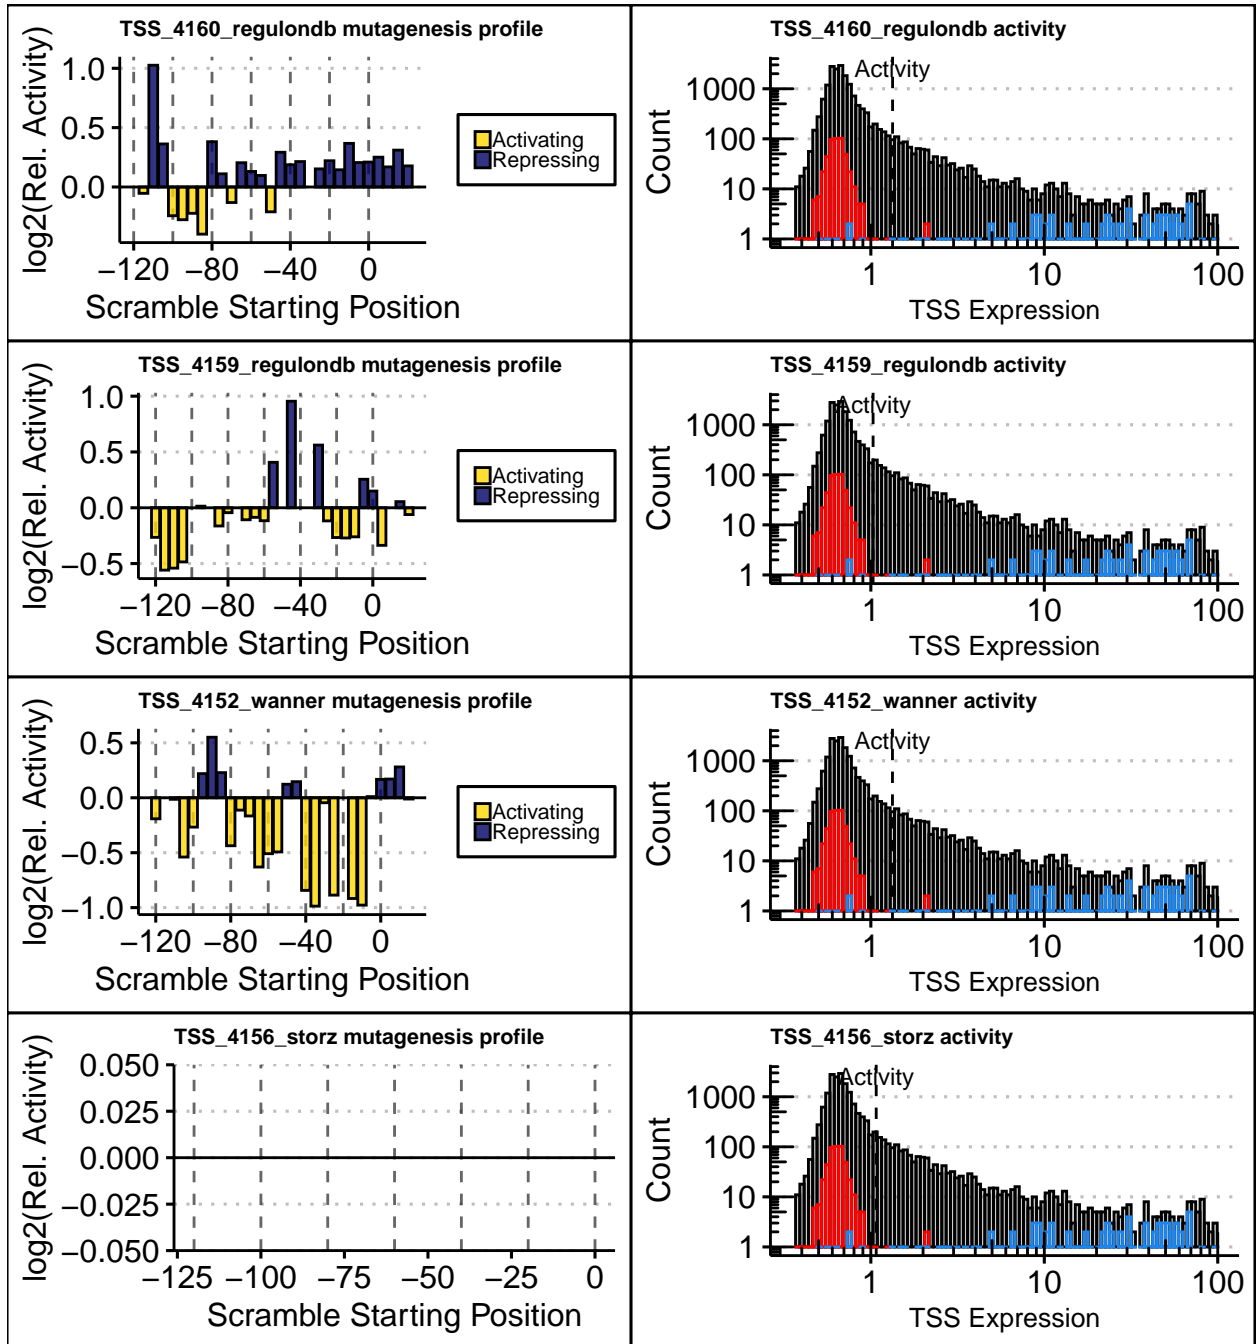 TSS_4160_regulondb mutagenesis profile
log2(Rel. Activity)
1.0
0.5
0.0
−120 −80 −40 0
Scramble Starting Position
Activating
Repressing
TSS_4160_regulondb activity
Activity
Count
1000
100
10
1
1 10 100
TSS Expression
TSS_4159_regulondb mutagenesis profile
log2(Rel. Activity)
1.0
0.5
0.0
−0.5
−120 −80 −40 0
Scramble Starting Position
Activating
Repressing
TSS_4159_regulondb activity
Activity
Count
1000
100
10
1
1 10 100
TSS Expression
TSS_4152_wanner mutagenesis profile
log2(Rel. Activity)
0.5
0.0
−0.5
−1.0
−120 −80 −40 0
Scramble Starting Position
Activating
Repressing
TSS_4152_wanner activity
Activity
Count
1000
100
10
1
1 10 100
TSS Expression
TSS_4156_storz mutagenesis profile
log2(Rel. Activity)
0.050
0.025
0.000
−0.025
−0.050
−125 −100 −75 −50 −25 0
Scramble Starting Position
TSS_4156_storz activity
Activity
Count
1000
100
10
1
1 10 100
TSS Expression